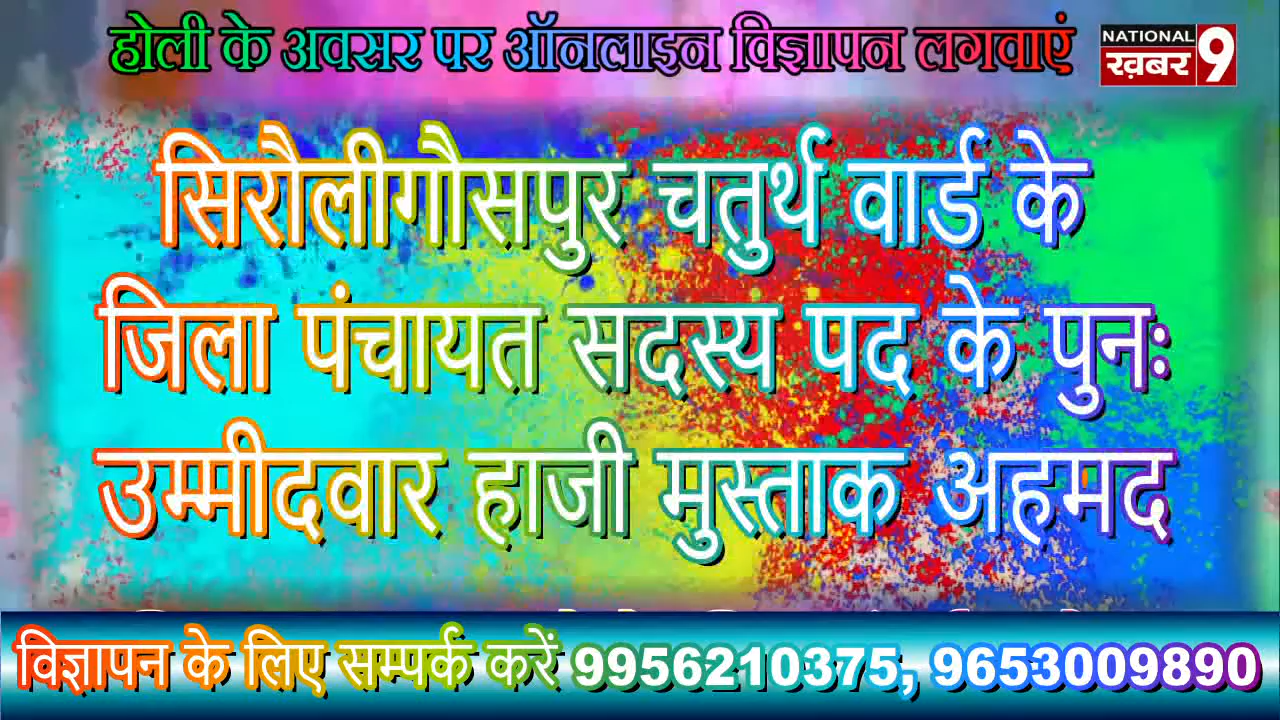 होली के अवसर पर ऑनलाइन विज्ञापन लगवाएं
NATIONAL
ख़बर 9
सिरौलीगौसपुर चतुर्थ वार्ड के
जिला पंचायत सदस्य पद के पुनः
उम्मीदवार हाजी मुस्ताक अहमद
विज्ञापन के लिए सम्पर्क करें 9956210375, 9653009890